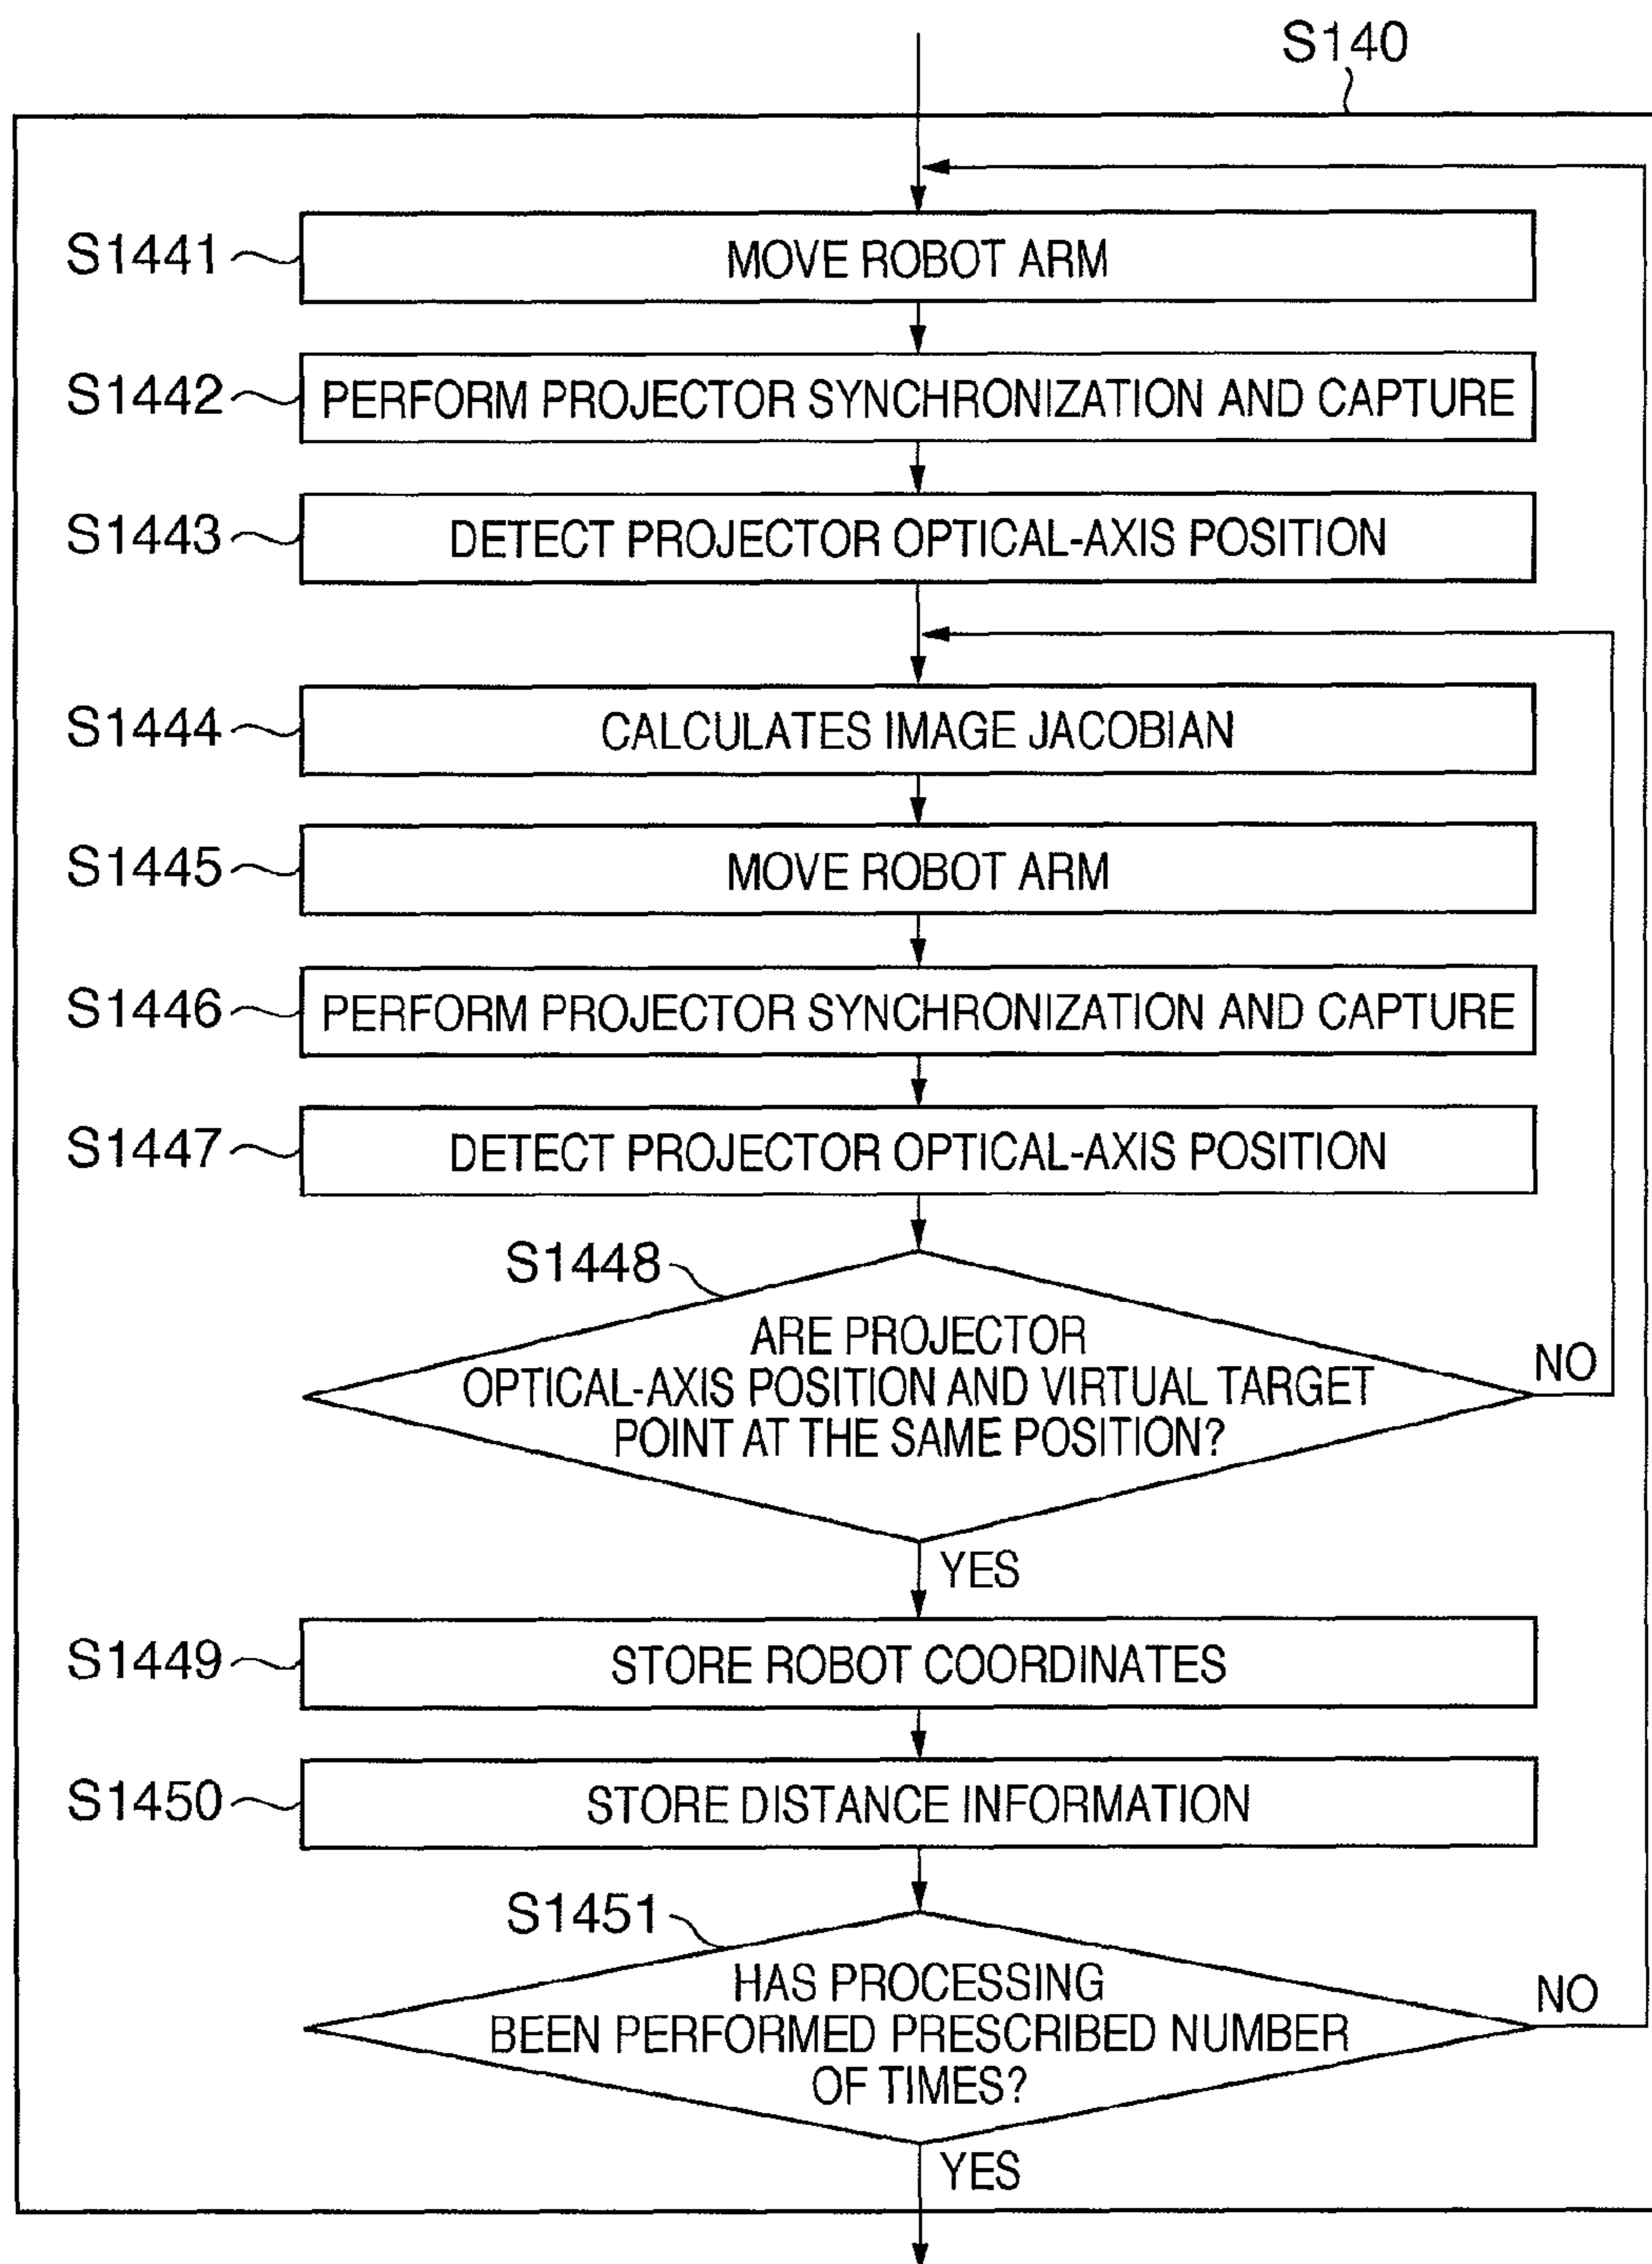 S140
S1441
MOVE ROBOT ARM
S1442
PERFORM PROJECTOR SYNCHRONIZATION AND CAPTURE
S1443
DETECT PROJECTOR OPTICAL-AXIS POSITION
S1444
CALCULATES IMAGE JACOBIAN
S1445
MOVE ROBOT ARM
S1446
PERFORM PROJECTOR SYNCHRONIZATION AND CAPTURE
S1447
DETECT PROJECTOR OPTICAL-AXIS POSITION
S1448
ARE PROJECTOR
OPTICAL-AXIS POSITION AND VIRTUAL TARGET
POINT AT THE SAME POSITION?
NO
YES
S1449
STORE ROBOT COORDINATES
S1450
STORE DISTANCE INFORMATION
S1451
HAS PROCESSING
BEEN PERFORMED PRESCRIBED NUMBER
OF TIMES?
NO
YES